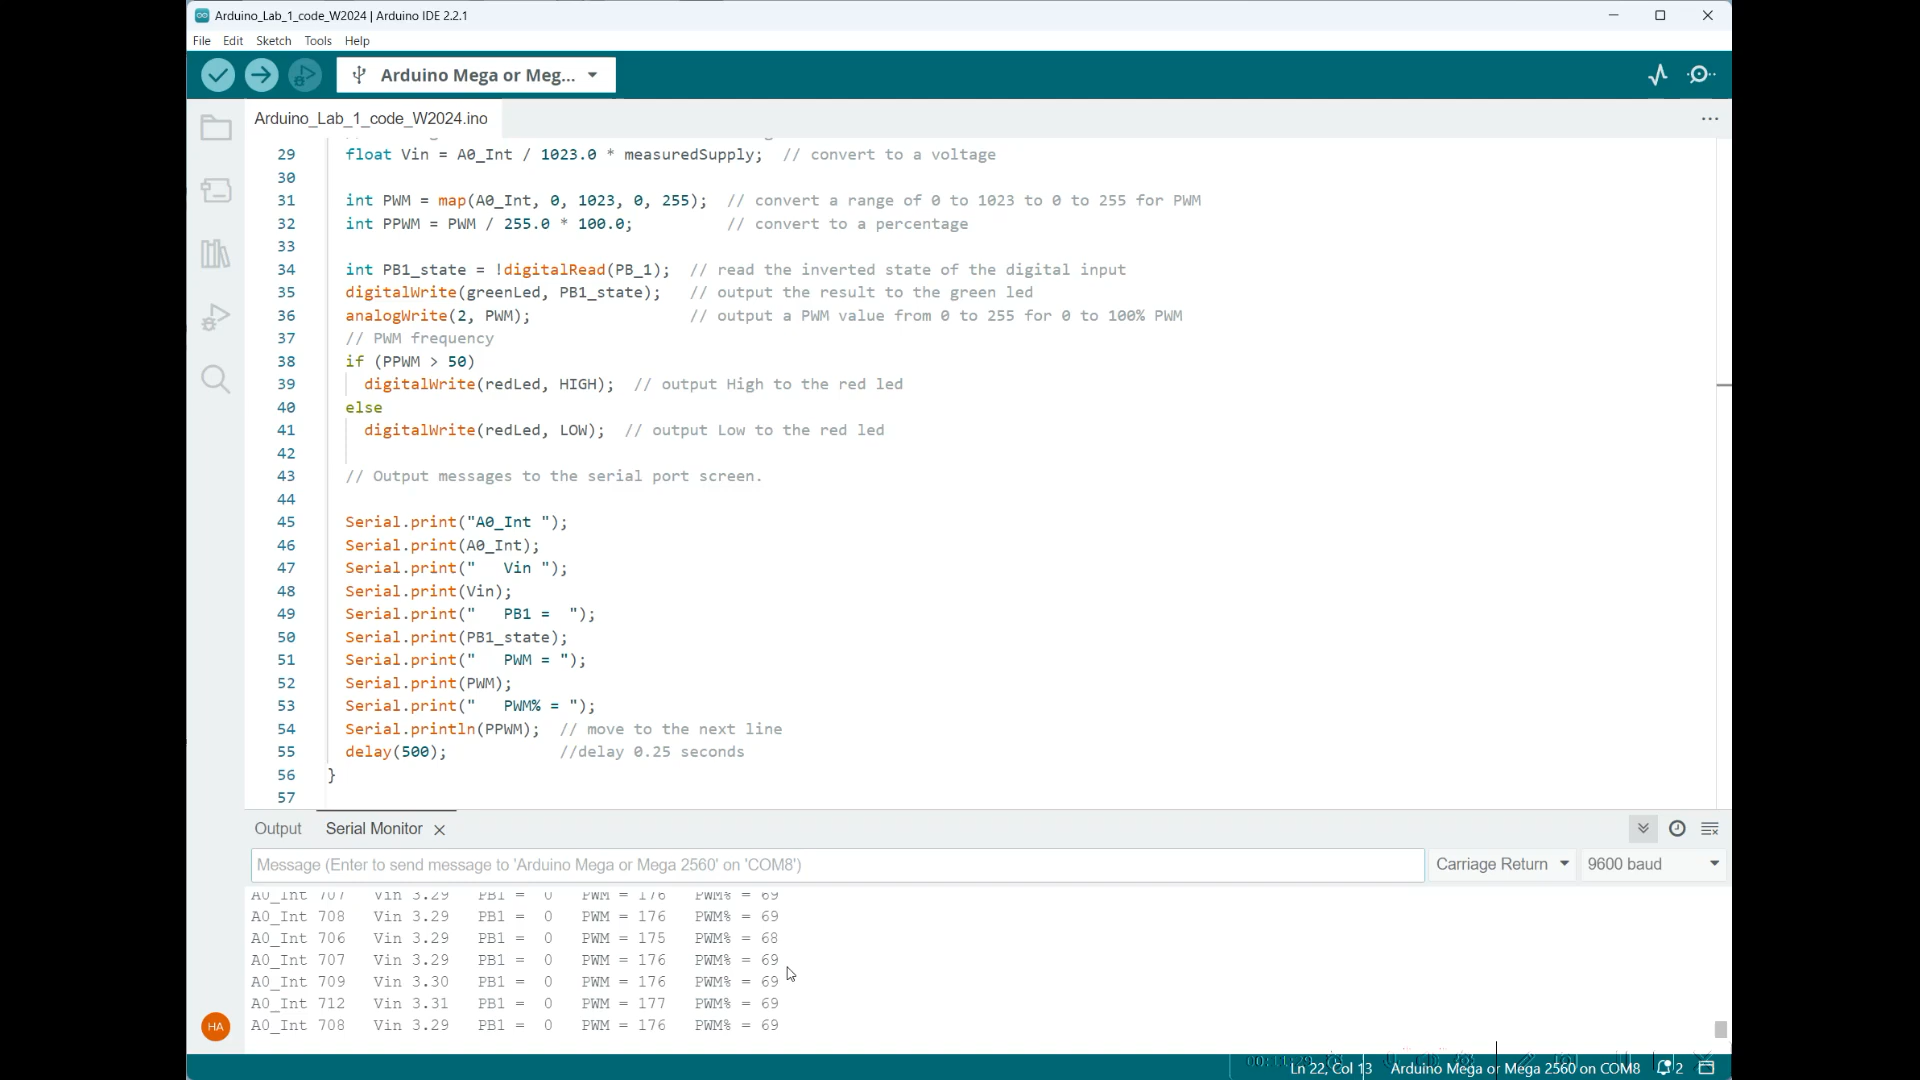 Arduino_Lab_1_code_W2024 | Arduino IDE 2.2.1
File Edit Sketch Tools Help
Arduino Mega or Meg...
Arduino_Lab_1_code_W2024.ino
29 float Vin = A0_Int / 1023.0 * measuredSupply; // convert to a voltage
30
31 int PWM = map(A0_Int, 0, 1023, 0, 255); // convert a range of 0 to 1023 to 0 to 255 for PWM
32 int PPWM = PWM / 255.0 * 100.0; // convert to a percentage
33
34 int PB1_state = !digitalRead(PB_1); // read the inverted state of the digital input
35 digitalWrite(greenLed, PB1_state); // output the result to the green led
36 analogWrite(2, PWM); // output a PWM value from 0 to 255 for 0 to 100% PWM
37 // PWM frequency
38 if (PPWM > 50)
39 digitalWrite(redLed, HIGH); // output High to the red led
40 else
41 digitalWrite(redLed, LOW); // output Low to the red led
42
43 // Output messages to the serial port screen.
44
45 Serial.print("A0_Int ");
46 Serial.print(A0_Int);
47 Serial.print("   Vin ");
48 Serial.print(Vin);
49 Serial.print("   PB1 =  ");
50 Serial.print(PB1_state);
51 Serial.print("   PWM = ");
52 Serial.print(PWM);
53 Serial.print("   PWM% = ");
54 Serial.println(PPWM); // move to the next line
55 delay(500); //delay 0.25 seconds
56 }
57
Output Serial Monitor
Message (Enter to send message to 'Arduino Mega or Mega 2560' on 'COM8') Carriage Return 9600 baud
A0_Int 707 Vin 3.29 PB1 = 0 PWM = 176 PWM% = 69
A0_Int 708 Vin 3.29 PB1 = 0 PWM = 176 PWM% = 69
A0_Int 706 Vin 3.29 PB1 = 0 PWM = 175 PWM% = 68
A0_Int 707 Vin 3.29 PB1 = 0 PWM = 176 PWM% = 69
A0_Int 709 Vin 3.30 PB1 = 0 PWM = 176 PWM% = 69
A0_Int 712 Vin 3.31 PB1 = 0 PWM = 177 PWM% = 69
A0_Int 708 Vin 3.29 PB1 = 0 PWM = 176 PWM% = 69
HA
Ln 22, Col 13 Arduino Mega or Mega 2560 on COM8 2